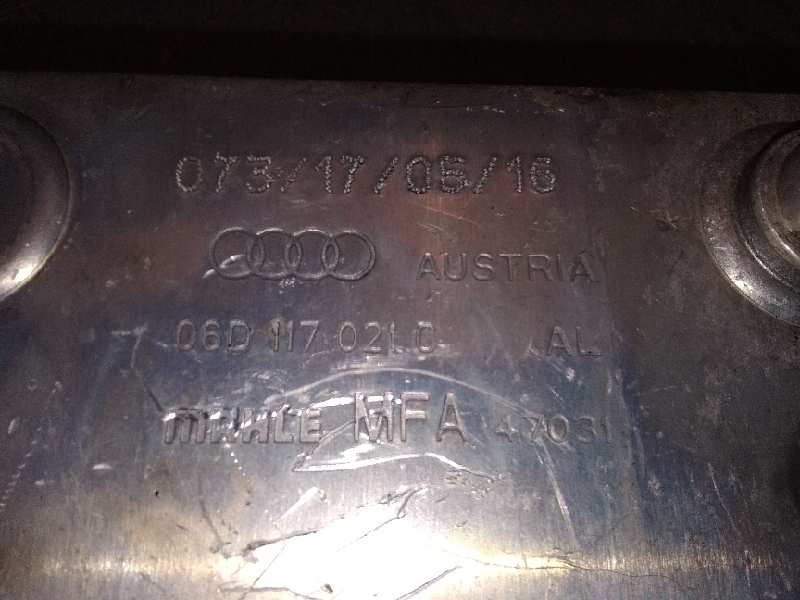 073/17/05/16
AUSTRIA
06D 117 021 C AL
MAHLE MFA 47031